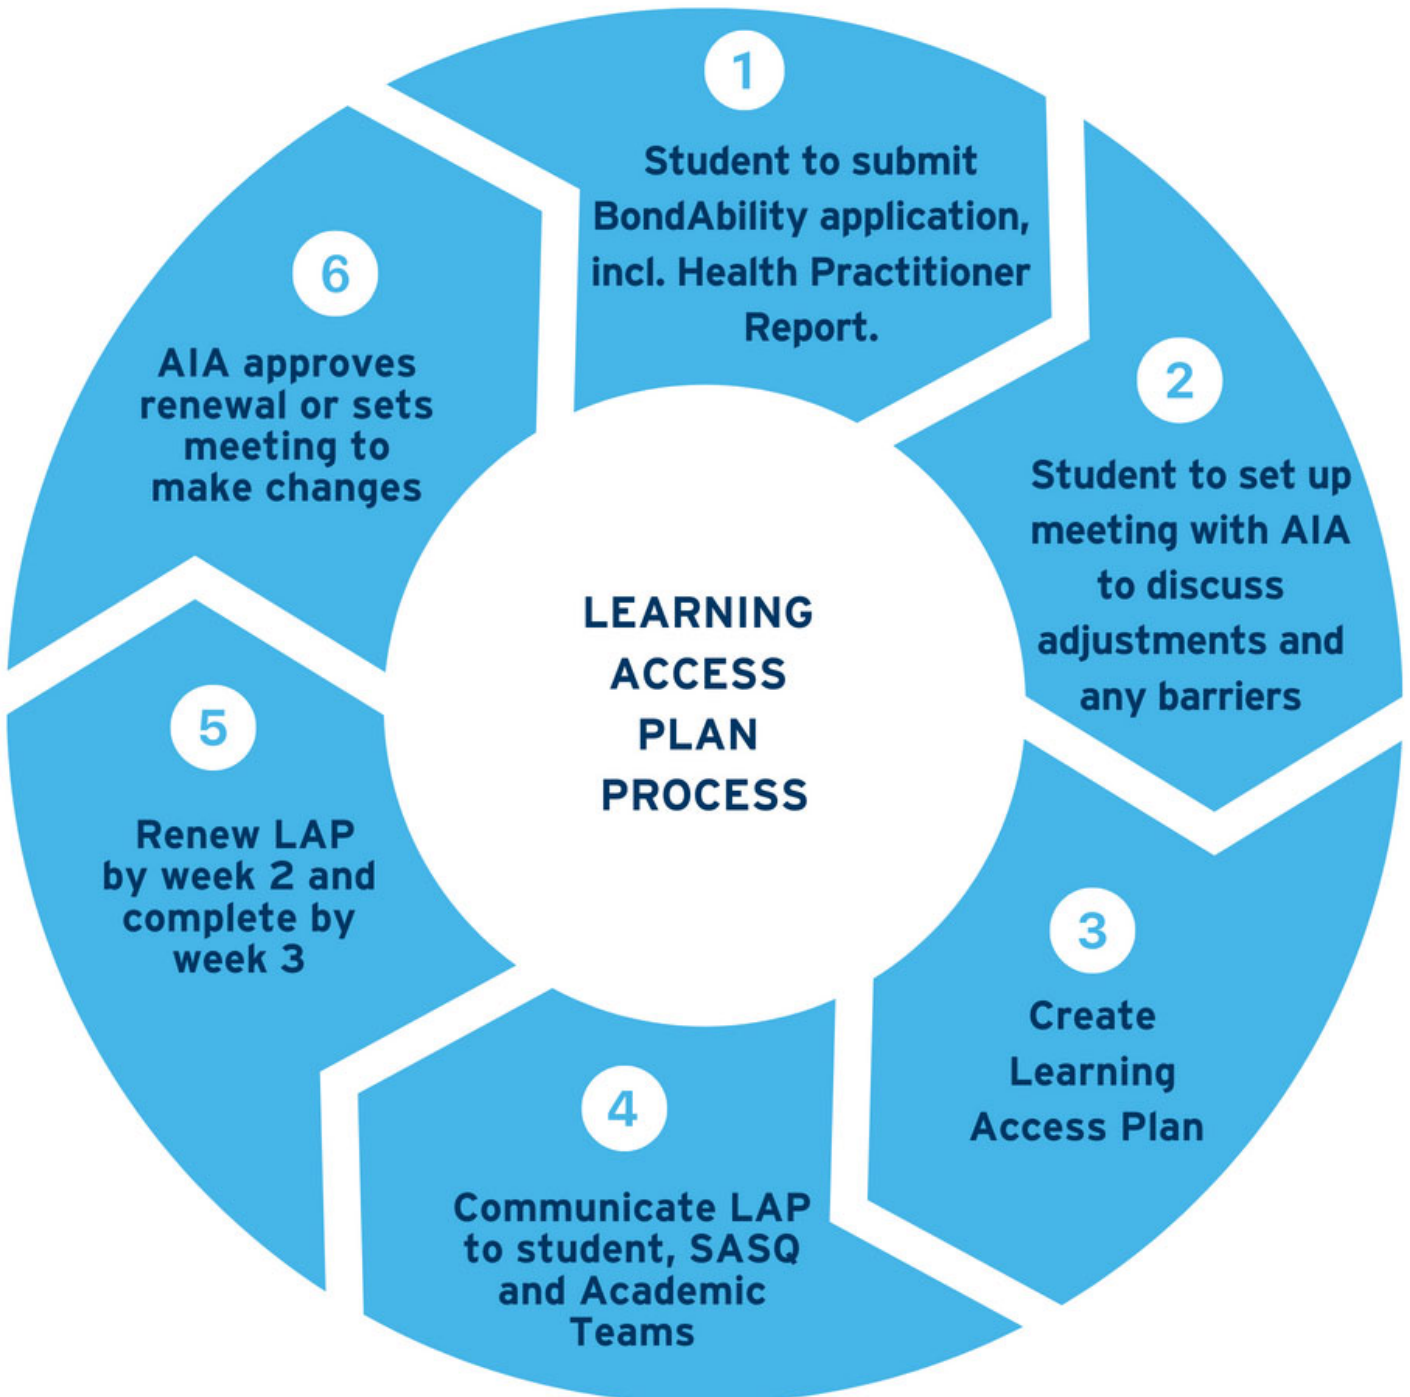 1
Student to submit
BondAbility application,
incl. Health Practitioner
Report.
2
Student to set up
meeting with AIA
to discuss
adjustments and
any barriers
3
Create
Learning
Access Plan
4
Communicate LAP
to student, SASQ
and Academic
Teams
5
Renew LAP
by week 2 and
complete by
week 3
6
AIA approves
renewal or sets
meeting to
make changes
LEARNING
ACCESS
PLAN
PROCESS